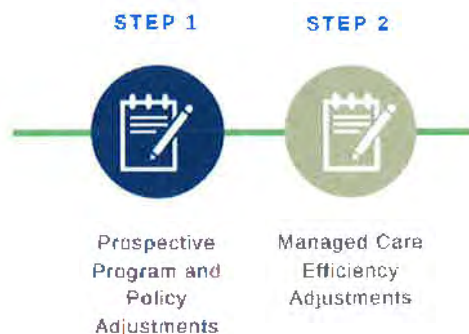 STEP 1
STEP 2
Prospective
Program and
Policy
Adjustments
Managed Care
Efficiency
Adjustments